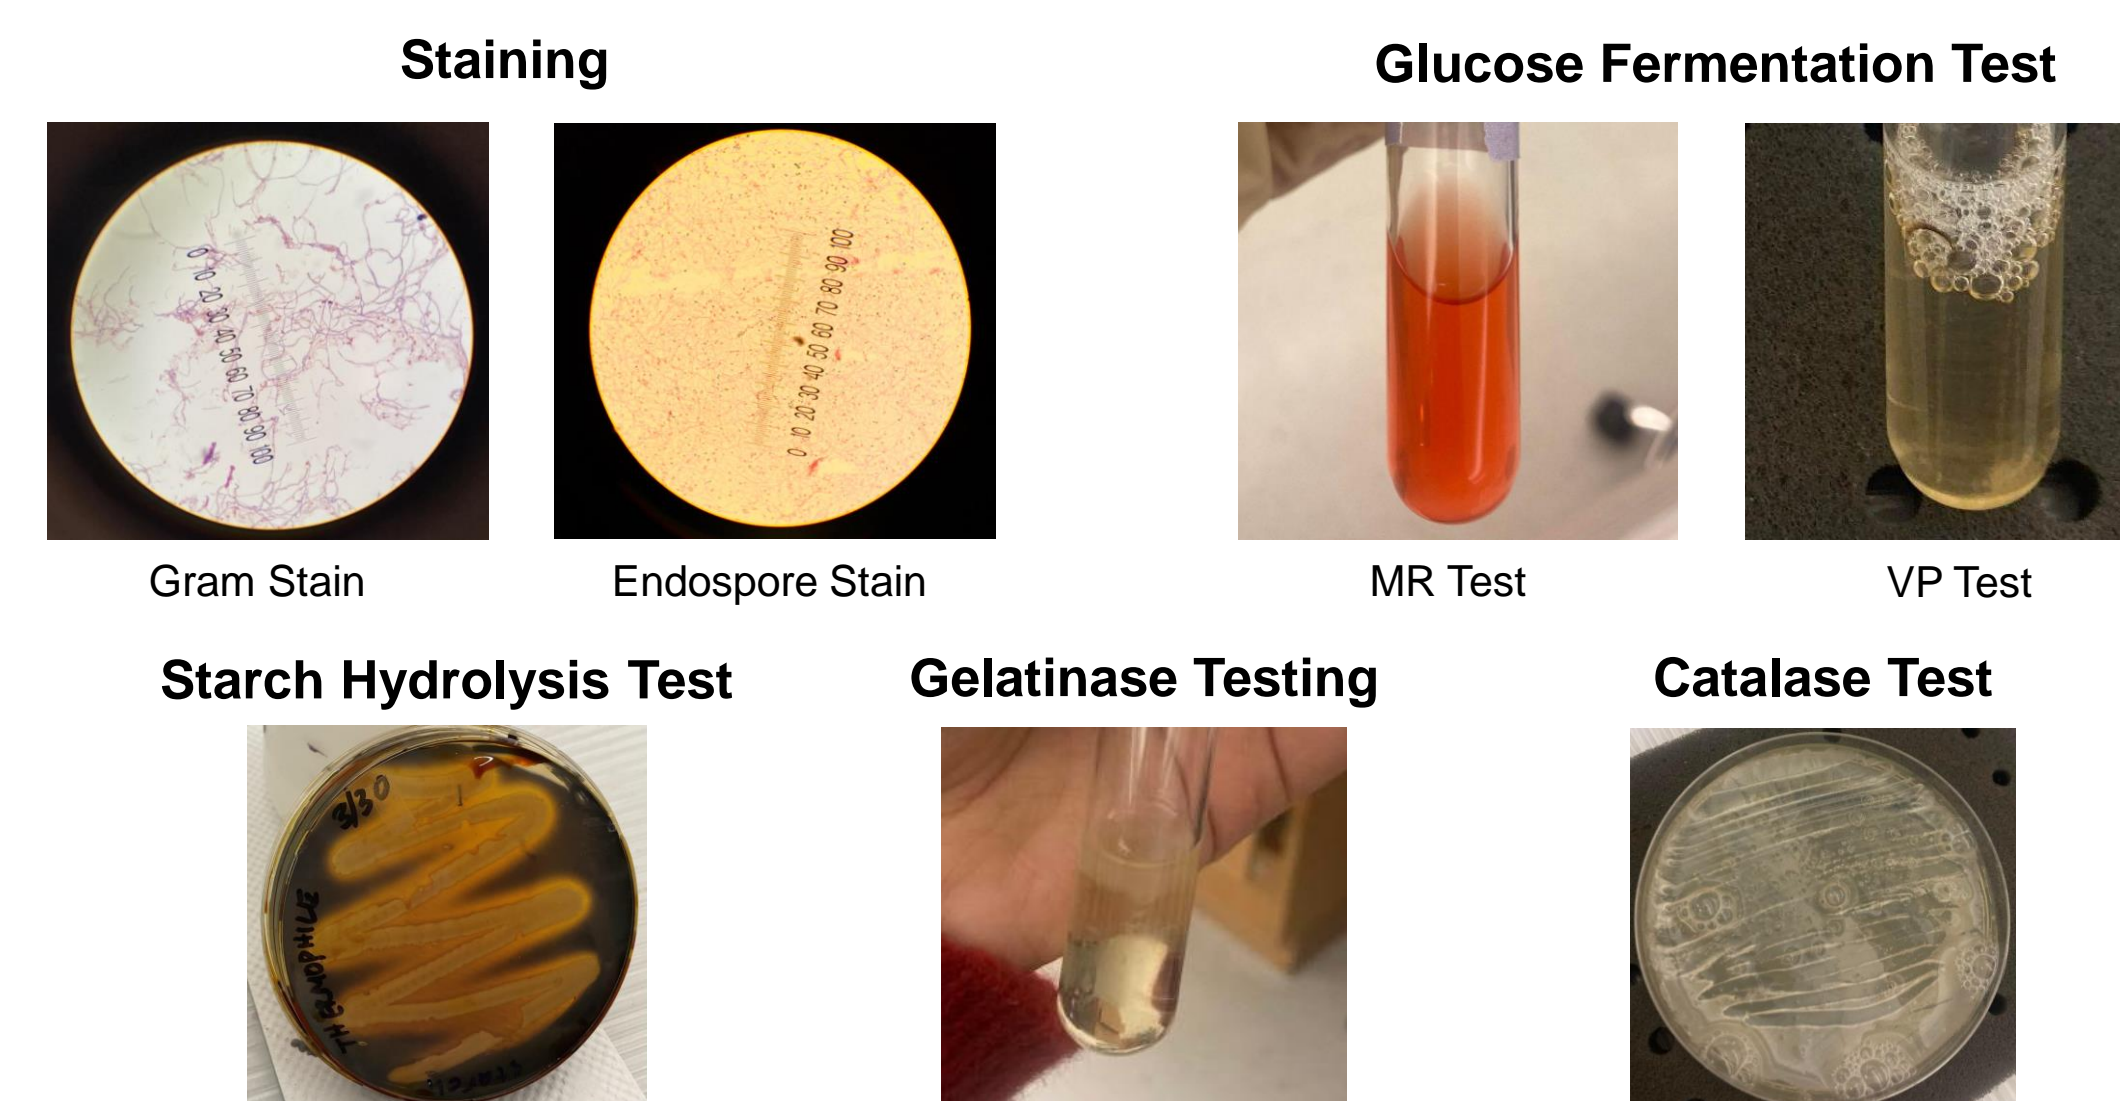 Staining
Glucose Fermentation Test
0 10 20 30 40 50 60 70 80 90 100
0 10 20 30 40 50 60 70 80 90 100
Gram Stain
Endospore Stain
MR Test
VP Test
Starch Hydrolysis Test
Gelatinase Testing
Catalase Test
3/30
THERMOPHILE
starch